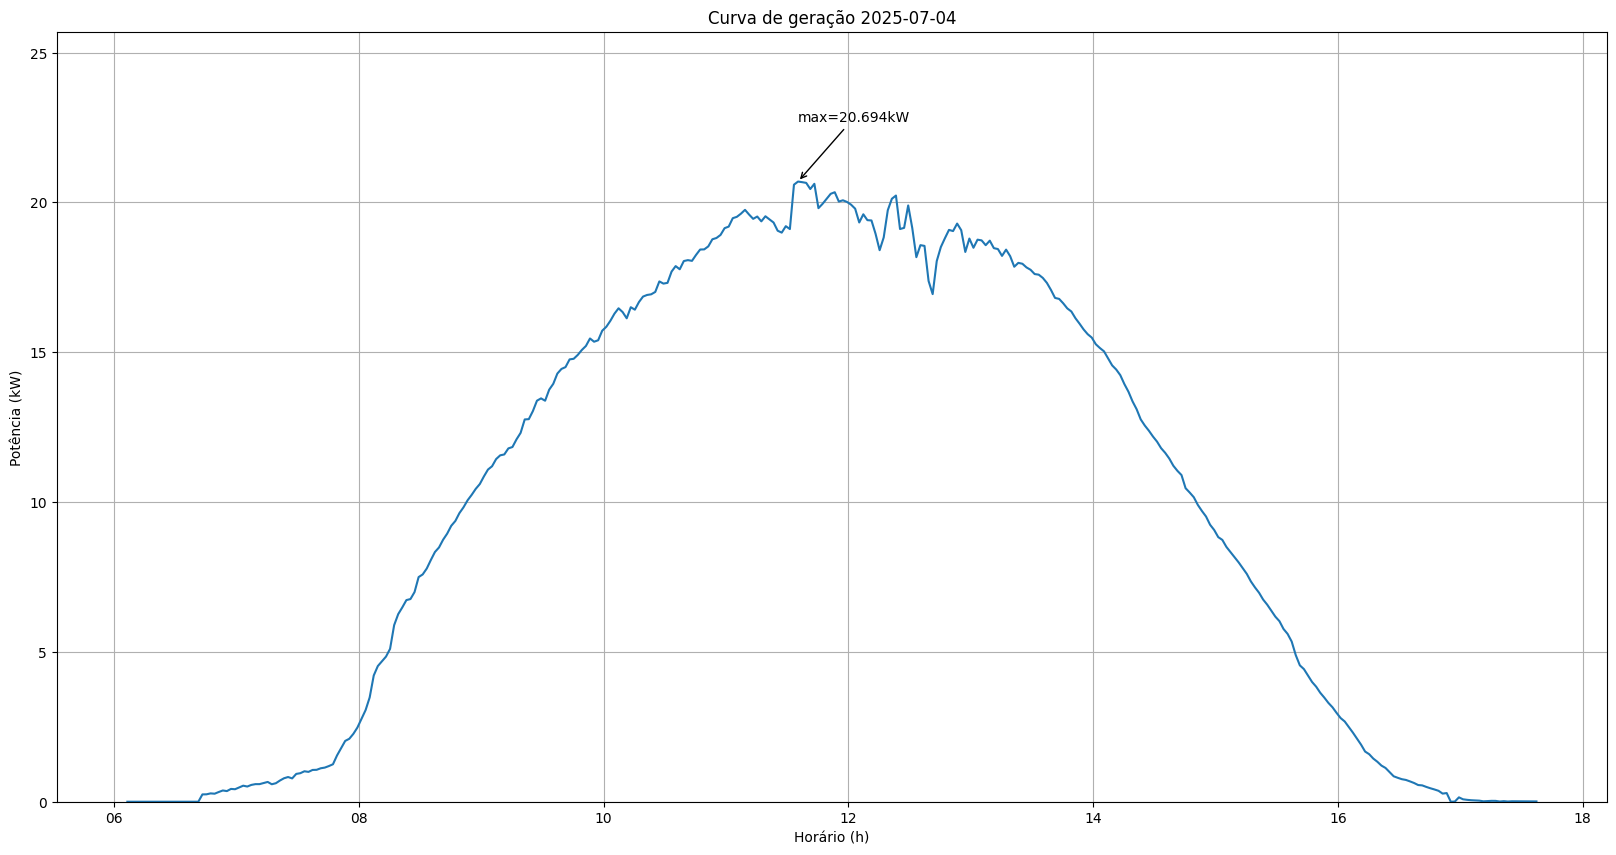 Curva de geração 2025-07-04
25
max=20.694kW
20
15
Potência (kW)
10
5
0
06 08 10 12 14 16 18
Horário (h)